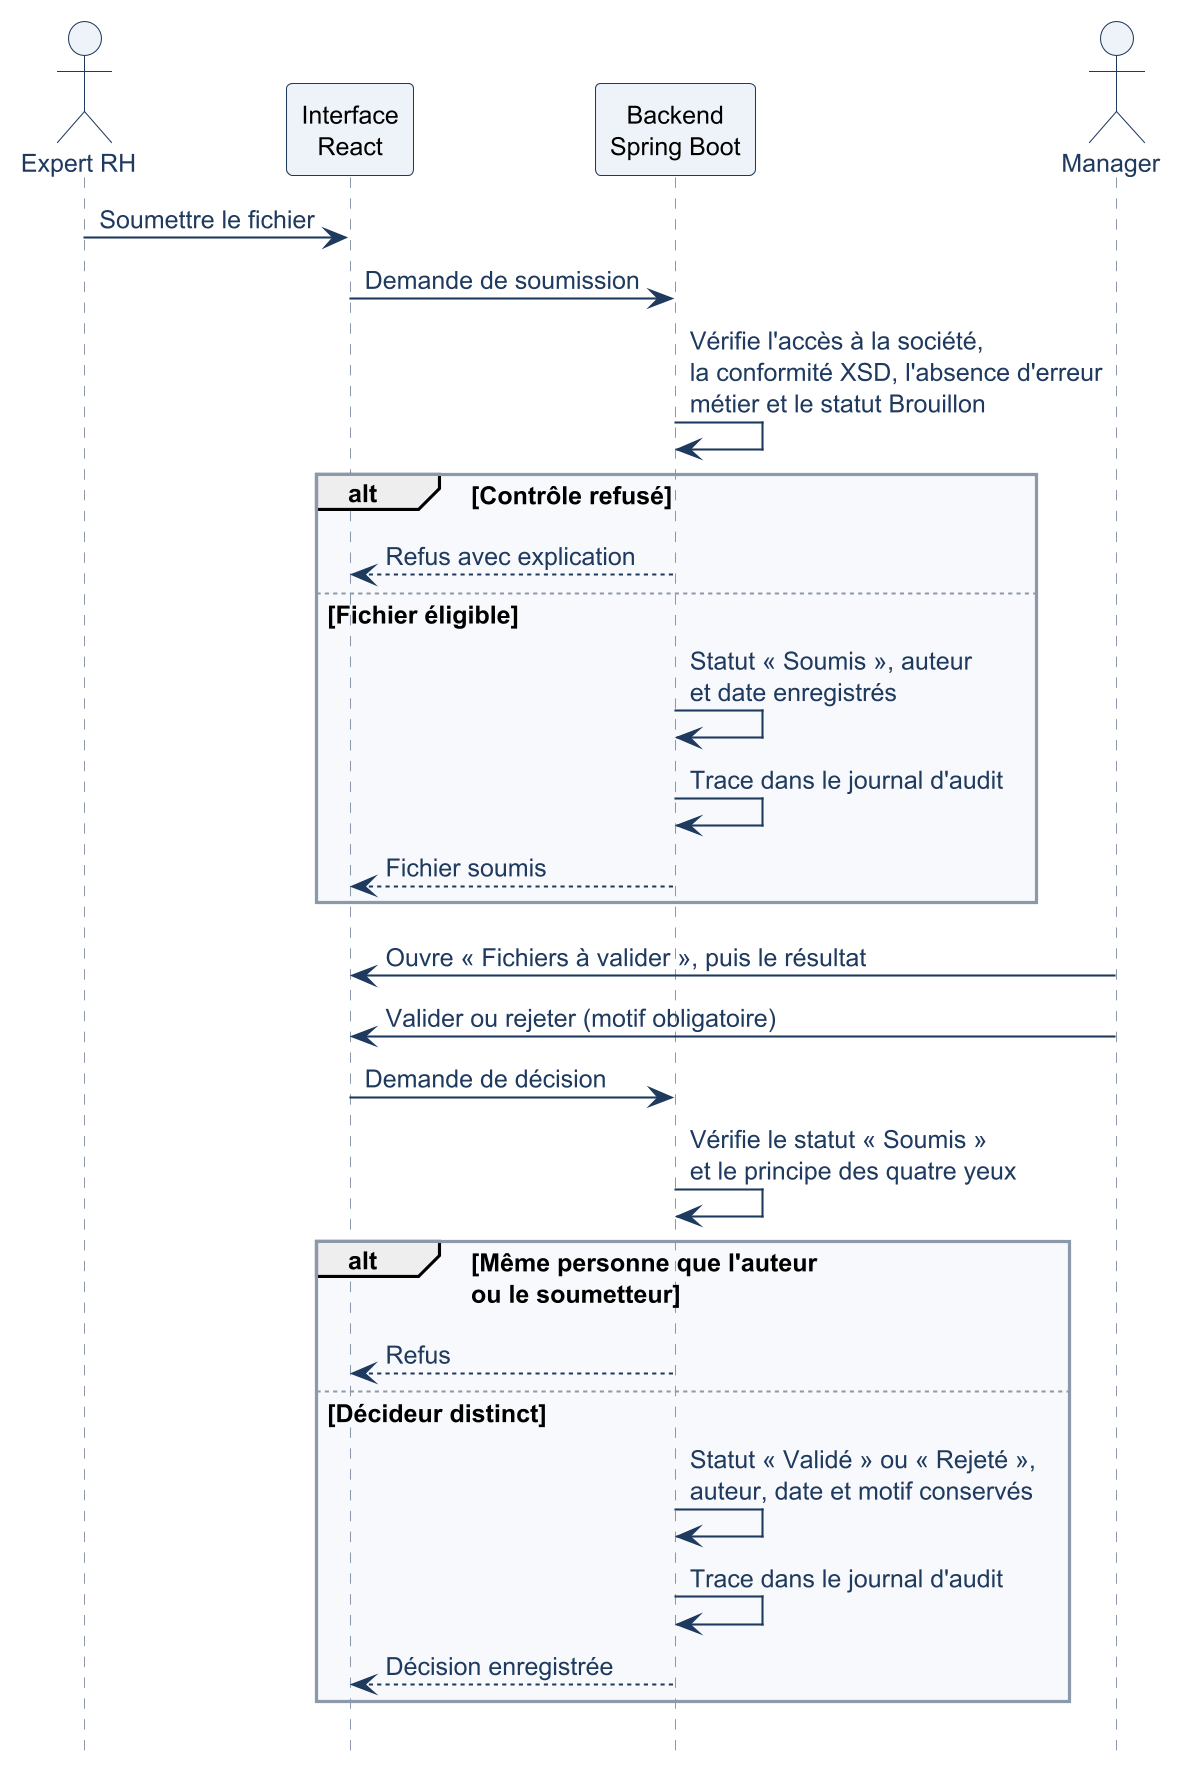 Expert RH
Interface
React
Backend
Spring Boot
Manager
Soumettre le fichier
Demande de soumission
Vérifie l'accès à la société,
la conformité XSD, l'absence d'erreur
métier et le statut Brouillon
alt
[Contrôle refusé]
Refus avec explication
[Fichier éligible]
Statut « Soumis », auteur
et date enregistrés
Trace dans le journal d'audit
Fichier soumis
Ouvre « Fichiers à valider », puis le résultat
Valider ou rejeter (motif obligatoire)
Demande de décision
Vérifie le statut « Soumis »
et le principe des quatre yeux
alt
[Même personne que l'auteur
ou le soumetteur]
Refus
[Décideur distinct]
Statut « Validé » ou « Rejeté »,
auteur, date et motif conservés
Trace dans le journal d'audit
Décision enregistrée